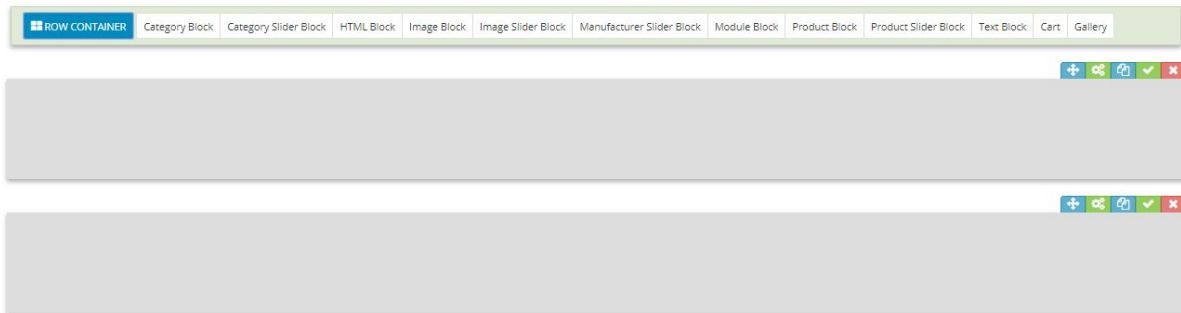 ROW CONTAINER Category Block Category Slider Block HTML Block Image Block Image Slider Block Manufacturer Slider Block Module Block Product Block Product Slider Block Text Block Cart Gallery